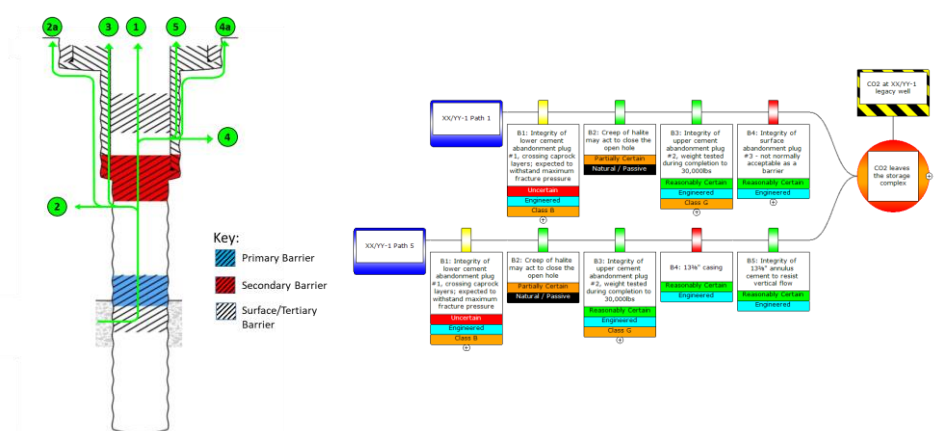 2a
3
1
5
4a
4
2
Key:
Primary Barrier
Secondary Barrier
Surface/Tertiary
Barrier
CO2 at XX/YY-1
legacy well
CO2 leaves
the storage
complex
XX/YY-1 Path 1
B1: Integrity of
lower cement
abandonment plug
#1, crossing caprock
layers; expected to
withstand maximum
fracture pressure
Uncertain
Engineered
Class B
B2: Creep of halite
may act to close the
open hole
Partially Certain
Natural / Passive
B3: Integrity of
upper cement
abandonment plug
#2, weight tested
during completion to
30,000lbs
Reasonably Certain
Engineered
Class G
B4: Integrity of
surface abandonment
plug #3 - not normally
acceptable as a
barrier
Reasonably Certain
Engineered
XX/YY-1 Path 5
B1: Integrity of
lower cement
abandonment plug
#1, crossing caprock
layers; expected to
withstand maximum
fracture pressure
Uncertain
Engineered
Class B
B2: Creep of halite
may act to close the
open hole
Partially Certain
Natural / Passive
B3: Integrity of
upper cement
abandonment plug
#2, weight tested
during completion to
30,000lbs
Reasonably Certain
Engineered
Class G
B4: 13⅜" casing
Reasonably Certain
Engineered
B5: Integrity of
13⅜" annulus
cement to resist
vertical flow
Reasonably Certain
Engineered